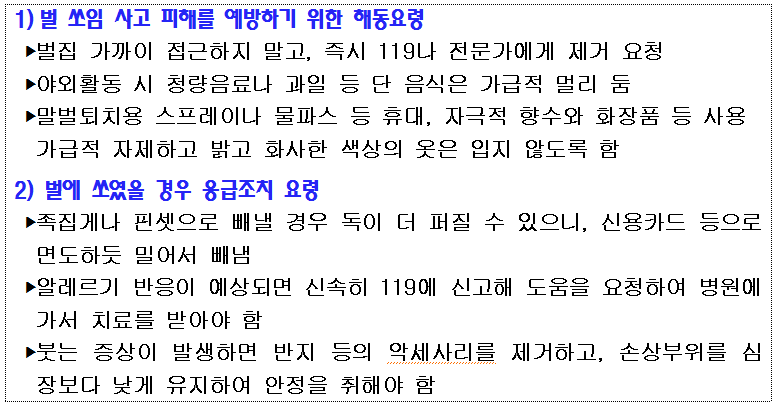 1) 벌 쏘임 사고 피해를 예방하기 위한 해동요령
▶벌집 가까이 접근하지 말고, 즉시 119나 전문가에게 제거 요청
▶야외활동 시 청량음료나 과일 등 단 음식은 가급적 멀리 둠
▶말벌퇴치용 스프레이나 물파스 등 휴대, 자극적 향수와 화장품 등 사용
가급적 자제하고 밝고 화사한 색상의 옷은 입지 않도록 함
2) 벌에 쏘였을 경우 응급조치 요령
▶족집게나 핀셋으로 빼낼 경우 독이 더 퍼질 수 있으니, 신용카드 등으로
면도하듯 밀어서 빼냄
▶알레르기 반응이 예상되면 신속히 119에 신고해 도움을 요청하여 병원에
가서 치료를 받아야 함
▶붓는 증상이 발생하면 반지 등의 악세사리를 제거하고, 손상부위를 심
장보다 낮게 유지하여 안정을 취해야 함